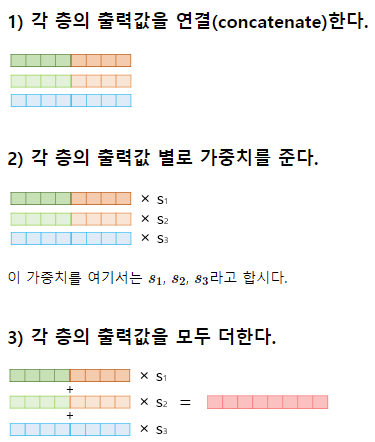 1) 각 층의 출력값을 연결(concatenate)한다.
2) 각 층의 출력값 별로 가중치를 준다.
× s₁
× s₂
× s₃
이 가중치를 여기서는 s₁, s₂, s₃라고 합시다.
3) 각 층의 출력값을 모두 더한다.
× s₁
+
× s₂ =
+
× s₃